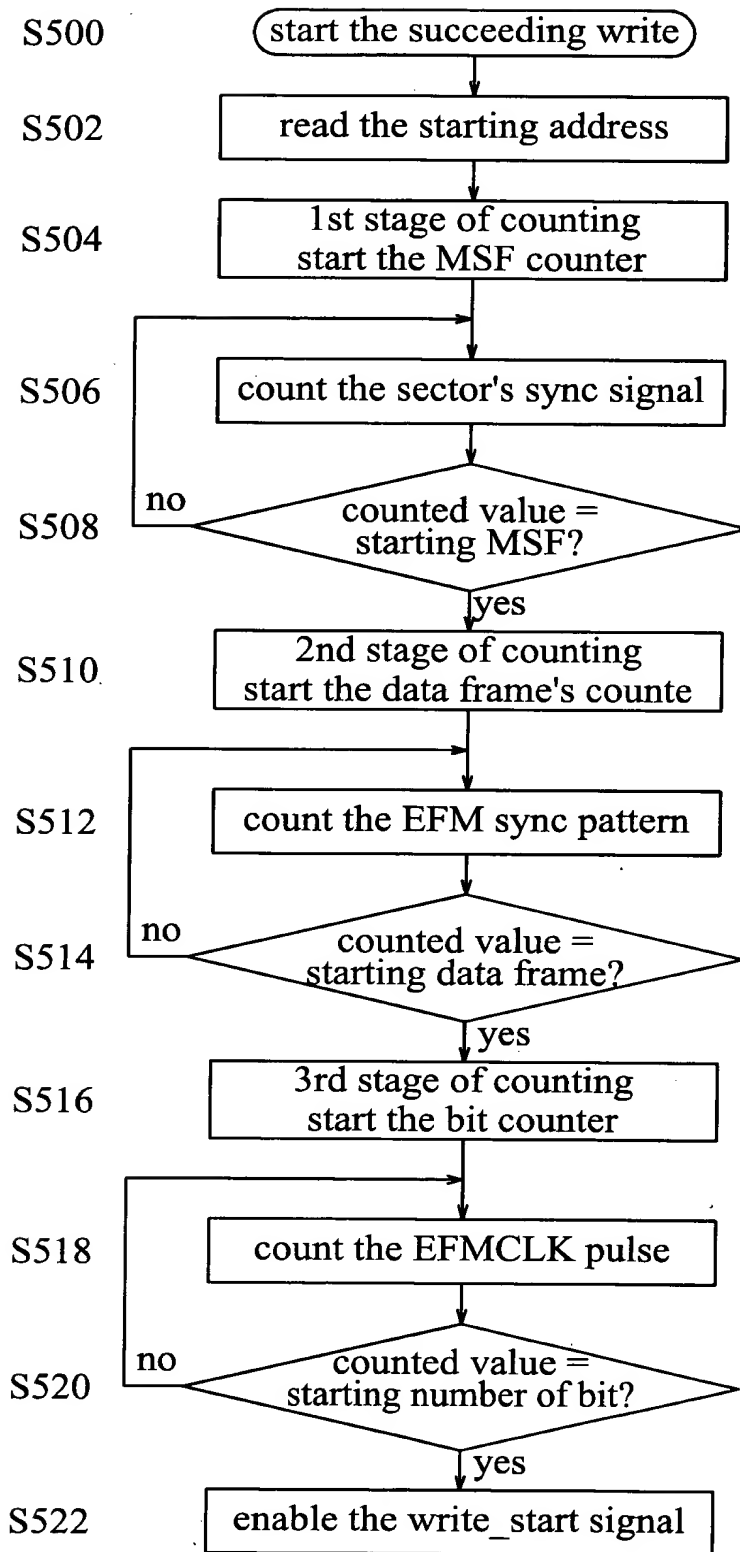 S500
start the succeeding write
S502
read the starting address
S504
1st stage of counting
start the MSF counter
S506
count the sector's sync signal
no
S508
counted value =
starting MSF?
yes
S510
2nd stage of counting
start the data frame's counte
S512
count the EFM sync pattern
no
S514
counted value =
starting data frame?
yes
S516
3rd stage of counting
start the bit counter
S518
count the EFMCLK pulse
no
S520
counted value =
starting number of bit?
yes
S522
enable the write_start signal